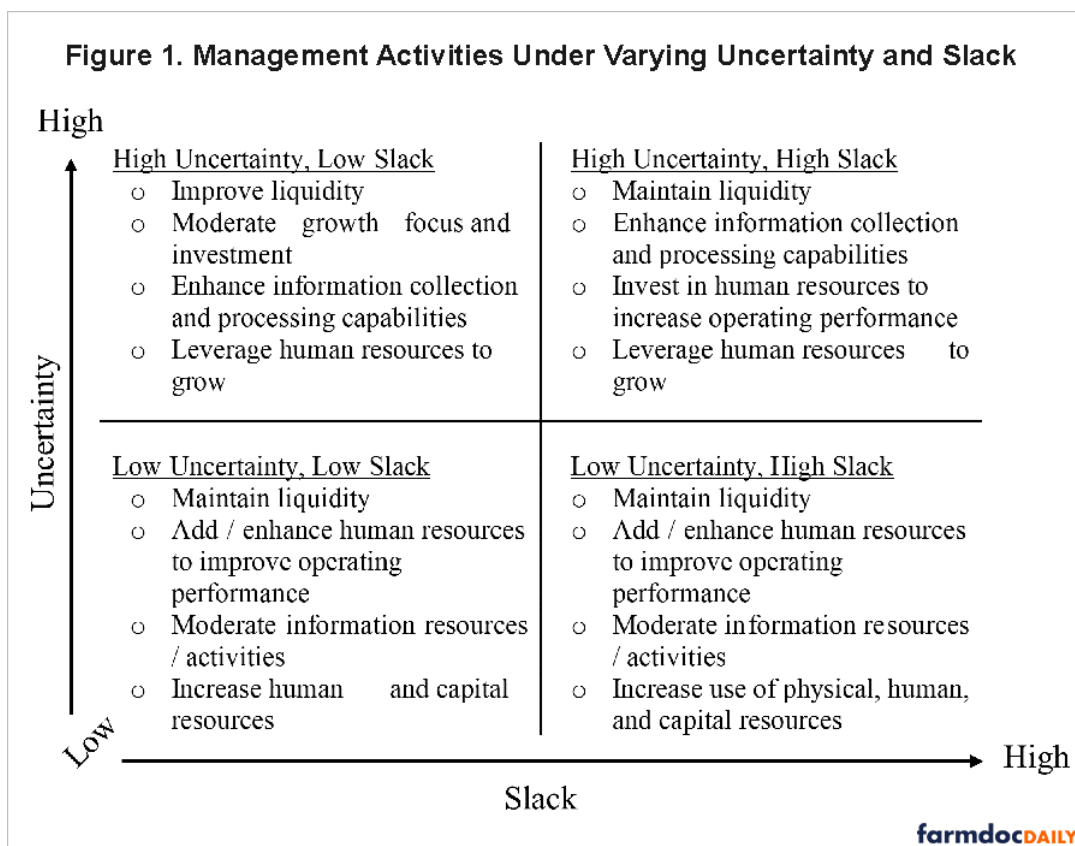 Figure 1. Management Activities Under Varying Uncertainty and Slack
High
High Uncertainty, Low Slack
o Improve liquidity
o Moderate growth focus and
investment
o Enhance information collection
and processing capabilities
o Leverage human resources to
grow
High Uncertainty, High Slack
o Maintain liquidity
o Enhance information collection
and processing capabilities
o Invest in human resources to
increase operating performance
o Leverage human resources to
grow
Uncertainty
Low Uncertainty, Low Slack
o Maintain liquidity
o Add / enhance human resources
to improve operating
performance
o Moderate information resources
/ activities
o Increase human and capital
resources
Low Uncertainty, High Slack
o Maintain liquidity
o Add / enhance human resources
to improve operating
performance
o Moderate information resources
/ activities
o Increase use of physical, human,
and capital resources
Low
High
Slack
farmdocDAILY